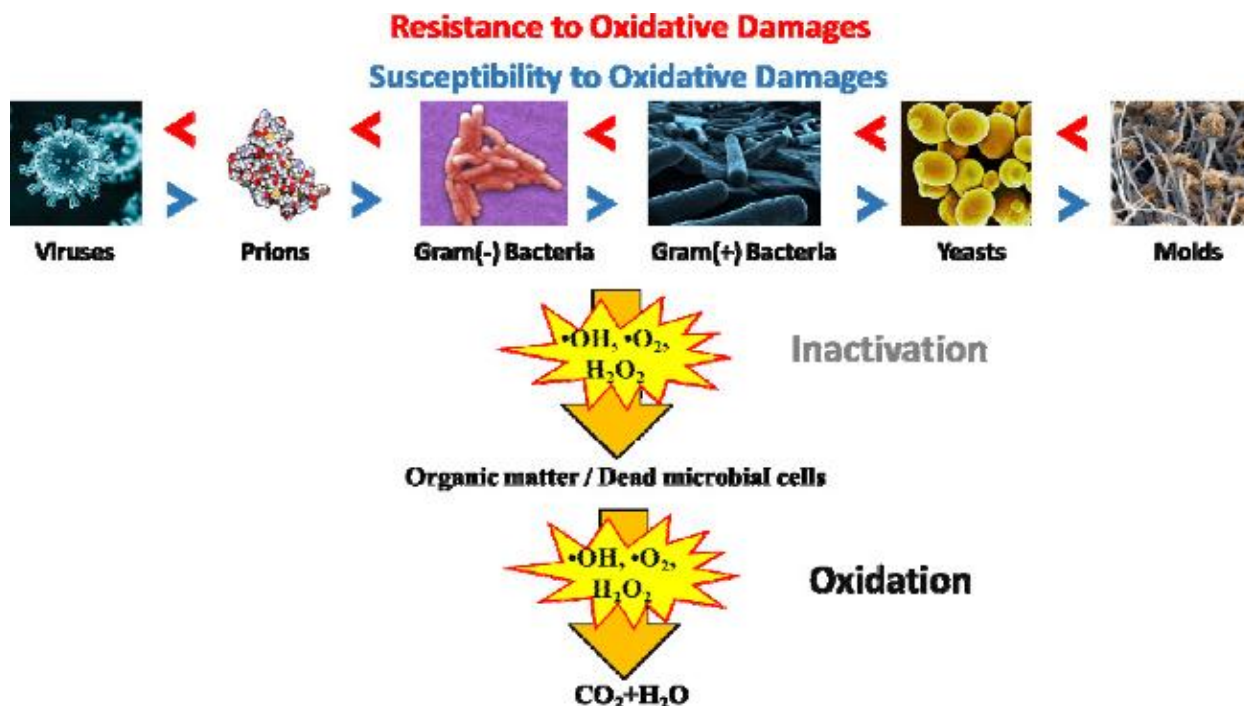 Resistance to Oxidative Damages
Susceptibility to Oxidative Damages
< < < < <
> > > > >
Viruses Prions Gram(-) Bacteria Gram(+) Bacteria Yeasts Molds
•OH, •O₂,
H₂O₂
Inactivation
Organic matter / Dead microbial cells
•OH, •O₂,
H₂O₂
Oxidation
CO₂+H₂O